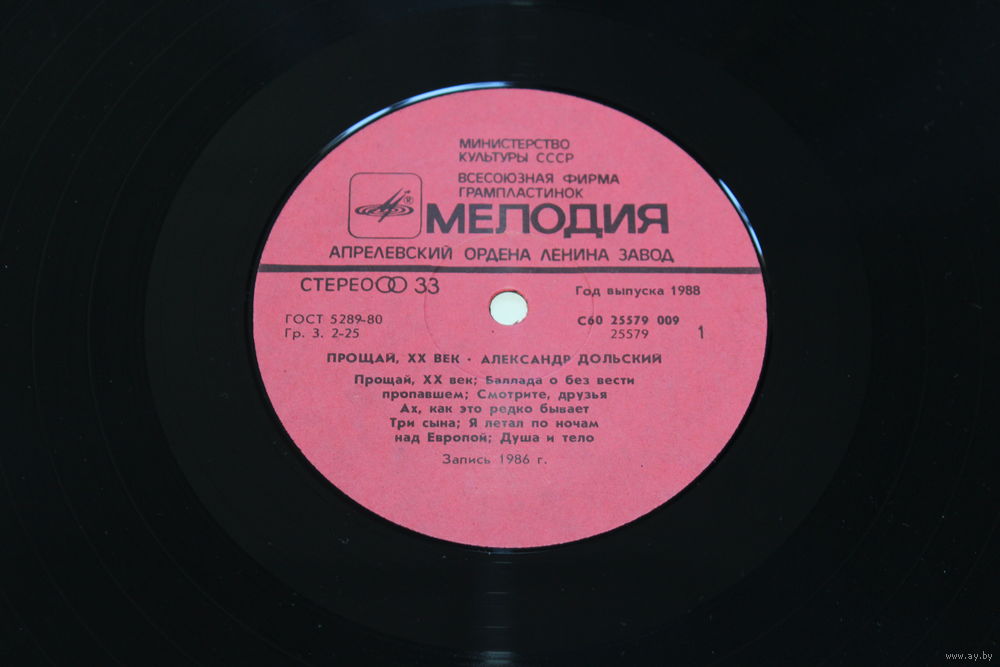 МИНИСТЕРСТВО
КУЛЬТУРЫ СССР
ВСЕСОЮЗНАЯ ФИРМА
ГРАМПЛАСТИНОК
®
МЕЛОДИЯ
АПРЕЛЕВСКИЙ ОРДЕНА ЛЕНИНА ЗАВОД
СТЕРЕО 33
Год выпуска 1988
ГОСТ 5289-80
Гр. 3. 2-25
С60 25579 009
25579 1
ПРОЩАЙ, XX ВЕК • АЛЕКСАНДР ДОЛЬСКИЙ
Прощай, XX век; Баллада о без вести
пропавшем; Смотрите, друзья
Ах, как это редко бывает
Три сына; Я летал по ночам
над Европой; Душа и тело
Запись 1986 г.
www.ay.by